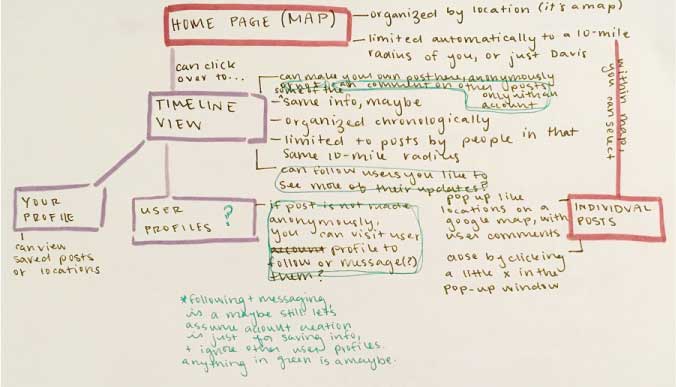 HOME PAGE (MAP)
-organized by location (it's a map)
-limited automatically to a 10-mile
radius of you, or just Davis
can click
over to...
within map,
you can select
TIMELINE
VIEW
-can make your own post here, anonymously
or not. Can comment on other posts
only with an
account
some of the
-same info, maybe
-organized chronologically
-limited to posts by people in that
same 10-mile radius
-can follow users you like to
see more of their updates?
YOUR
PROFILE
can view
saved posts
or locations
USER
PROFILES ?
-if post is not made
anonymously,
you can visit user
account profile to
follow or message(?)
them?
INDIVIDUAL
POSTS
pop up like
locations on a
google map, with
user comments
close by clicking
a little x in the
pop-up window
*following + messaging
is a maybe still. let's
assume account creation
is just for saving info,
+ ignore other user profiles.
anything in green is a maybe.